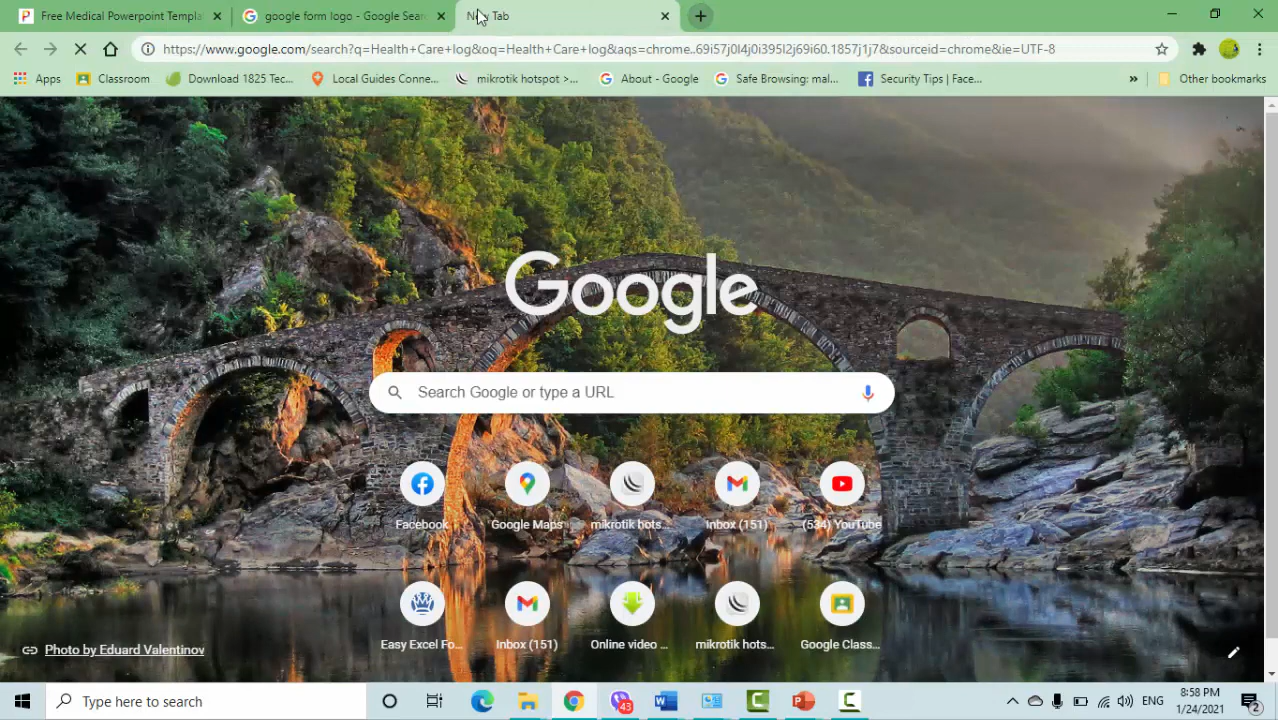 Free Medical Powerpoint Templa
google form logo - Google Sear
New Tab
https://www.google.com/search?q=Health+Care+log&oq=Health+Care+log&aqs=chrome..69i57j0l4j0i395l2j69i60.1857j1j7&sourceid=chrome&ie=UTF-8
Apps
Classroom
Download 1825 Tec...
Local Guides Conne...
mikrotik hotspot >...
About - Google
Safe Browsing: mal...
Security Tips | Face...
»
Other bookmarks
Google
Search Google or type a URL
Facebook
Google Maps
mikrotik hots...
Inbox (151)
(534) YouTube
Easy Excel Fo...
Inbox (151)
Online video ...
mikrotik hots...
Google Class...
Photo by Eduard Valentinov
Type here to search
43
ENG
8:58 PM
1/24/2021
2